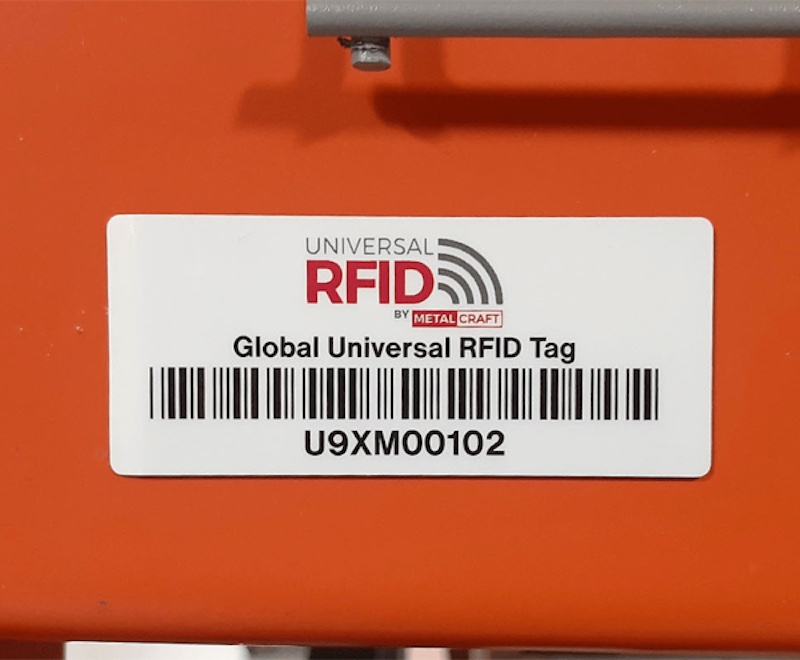 UNIVERSAL
RFID
BY METALCRAFT
Global Universal RFID Tag
U9XM00102